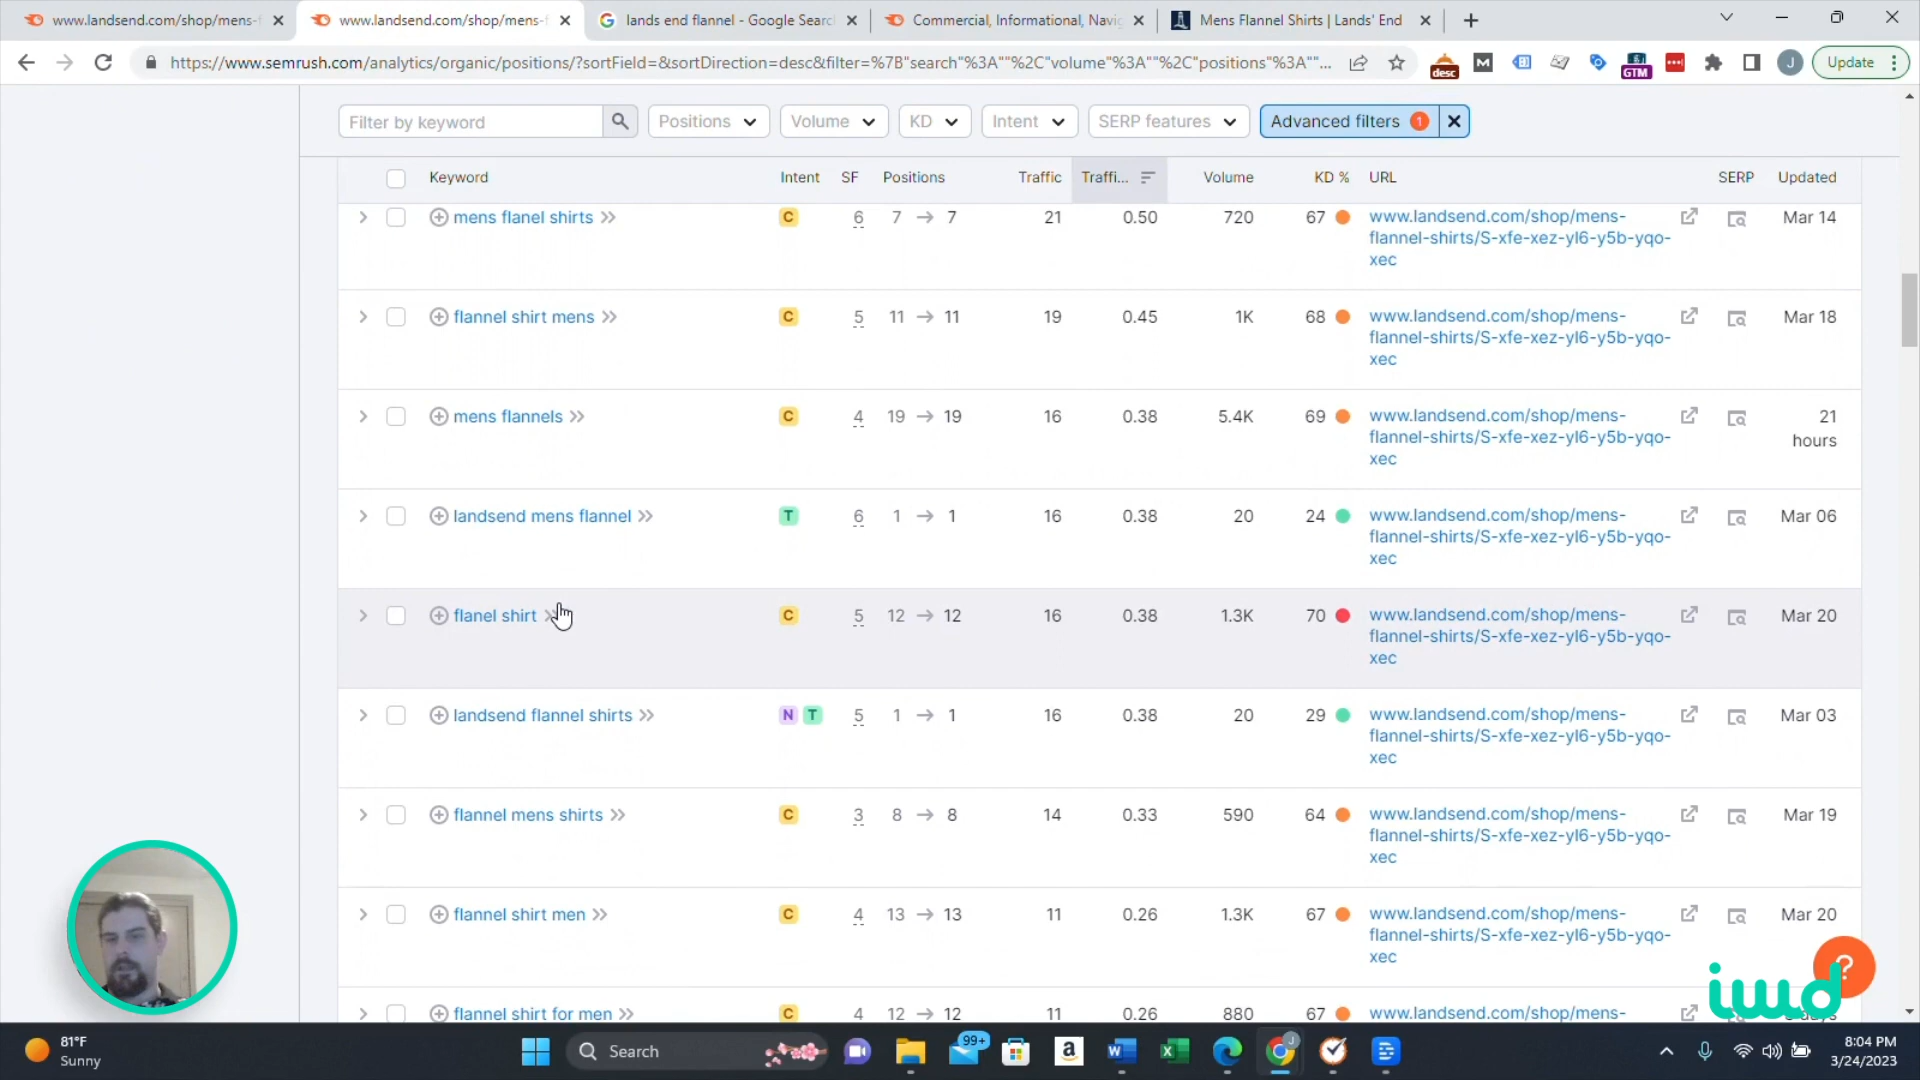 www.landsend.com/shop/mens-f
www.landsend.com/shop/mens-f
lands end flannel - Google Searc
Commercial, Informational, Navig
Mens Flannel Shirts | Lands' End
https://www.semrush.com/analytics/organic/positions/?sortField=&sortDirection=desc&filter=%7B"search"%3A""%2C"volume"%3A""%2C"positions"%3A""...
desc
GTM
J
Update
Filter by keyword
Positions
Volume
KD
Intent
SERP features
Advanced filters 1
Keyword Intent SF Positions Traffic Traffi... Volume KD % URL SERP Updated
mens flanel shirts C 6 7 → 7 21 0.50 720 67 www.landsend.com/shop/mens- Mar 14
flannel-shirts/S-xfe-xez-yl6-y5b-yqo-
xec
flannel shirt mens C 5 11 → 11 19 0.45 1K 68 www.landsend.com/shop/mens- Mar 18
flannel-shirts/S-xfe-xez-yl6-y5b-yqo-
xec
mens flannels C 4 19 → 19 16 0.38 5.4K 69 www.landsend.com/shop/mens- 21
flannel-shirts/S-xfe-xez-yl6-y5b-yqo- hours
xec
landsend mens flannel T 6 1 → 1 16 0.38 20 24 www.landsend.com/shop/mens- Mar 06
flannel-shirts/S-xfe-xez-yl6-y5b-yqo-
xec
flanel shirt C 5 12 → 12 16 0.38 1.3K 70 www.landsend.com/shop/mens- Mar 20
flannel-shirts/S-xfe-xez-yl6-y5b-yqo-
xec
landsend flannel shirts N T 5 1 → 1 16 0.38 20 29 www.landsend.com/shop/mens- Mar 03
flannel-shirts/S-xfe-xez-yl6-y5b-yqo-
xec
flannel mens shirts C 3 8 → 8 14 0.33 590 64 www.landsend.com/shop/mens- Mar 19
flannel-shirts/S-xfe-xez-yl6-y5b-yqo-
xec
flannel shirt men C 4 13 → 13 11 0.26 1.3K 67 www.landsend.com/shop/mens- Mar 20
flannel-shirts/S-xfe-xez-yl6-y5b-yqo-
xec
flannel shirt for men C 4 12 → 12 11 0.26 880 67 www.landsend.com/shop/mens- days
?
iwd
81°F
Sunny
Search
99+
8:04 PM
3/24/2023